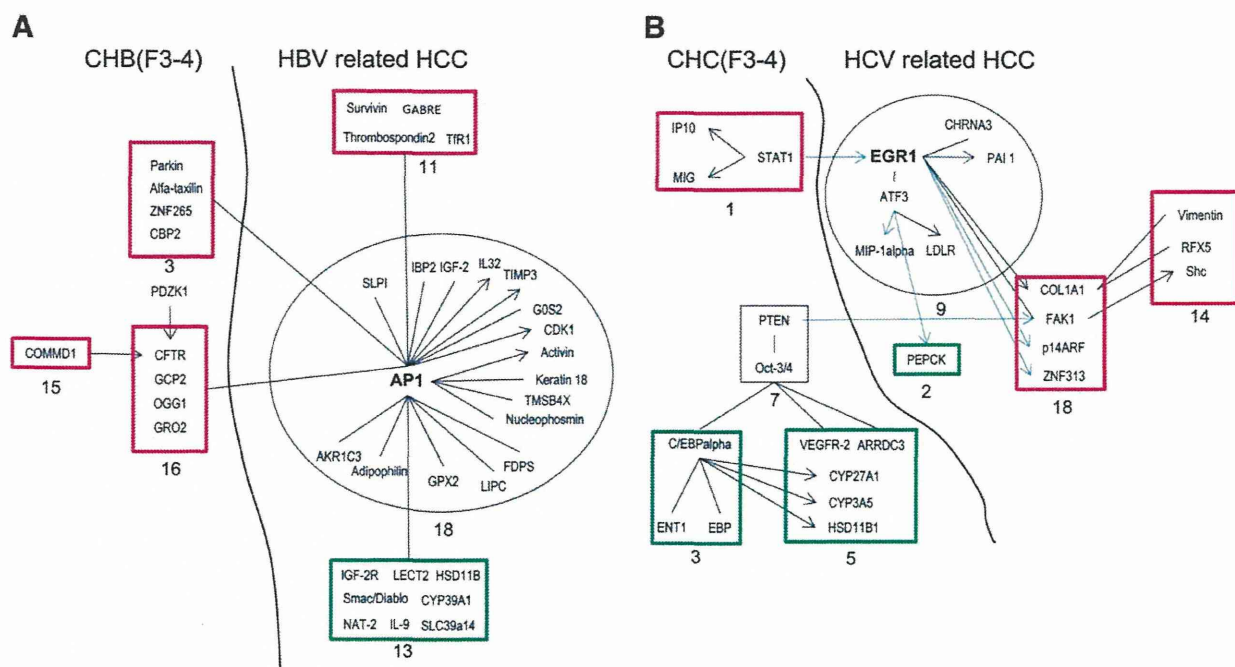 A
CHB(F3-4)
HBV related HCC
Survivin GABRE
Thrombospondin2 TfR1
11
Parkin
Alfa-taxilin
ZNF265
CBP2
3
PDZK1
COMMD1
15
CFTR
GCP2
OGG1
GRO2
16
SLPI
IBP2
IGF-2
IL32
TIMP3
G0S2
CDK1
Activin
AP1
Keratin 18
TMSB4X
Nucleophosmin
AKR1C3
Adipophilin
GPX2
LIPC
FDPS
18
IGF-2R LECT2 HSD11B
Smac/Diablo CYP39A1
NAT-2 IL-9 SLC39a14
13
B
CHC(F3-4)
HCV related HCC
IP10
STAT1
MIG
1
CHRNA3
EGR1
PAI 1
ATF3
MIP-1alpha
LDLR
9
Vimentin
RFX5
Shc
14
COL1A1
FAK1
p14ARF
ZNF313
18
PTEN
Oct-3/4
7
PEPCK
2
C/EBPalpha
ENT1
EBP
3
VEGFR-2 ARRDC3
CYP27A1
CYP3A5
HSD11B1
5